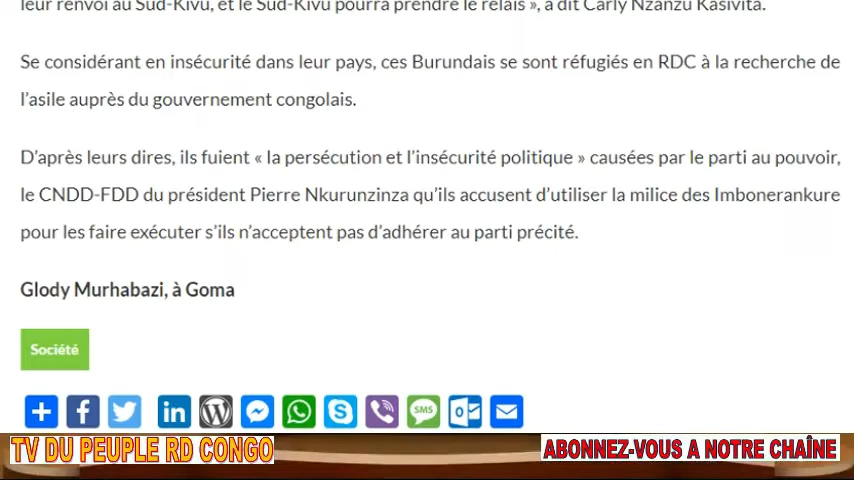 leur renvoi au Sud-Kivu, et le Sud-Kivu pourra prendre le relais », a dit Carly Nzanzu Kasivita.
Se considérant en insécurité dans leur pays, ces Burundais se sont réfugiés en RDC à la recherche de
l'asile auprès du gouvernement congolais.
D'après leurs dires, ils fuient « la persécution et l'insécurité politique » causées par le parti au pouvoir,
le CNDD-FDD du président Pierre Nkurunzinza qu'ils accusent d'utiliser la milice des Imbonerankure
pour les faire exécuter s'ils n'acceptent pas d'adhérer au parti précité.
Glody Murhabazi, à Goma
Société
SMS
TV DU PEUPLE RD CONGO
ABONNEZ-VOUS A NOTRE CHAÎNE